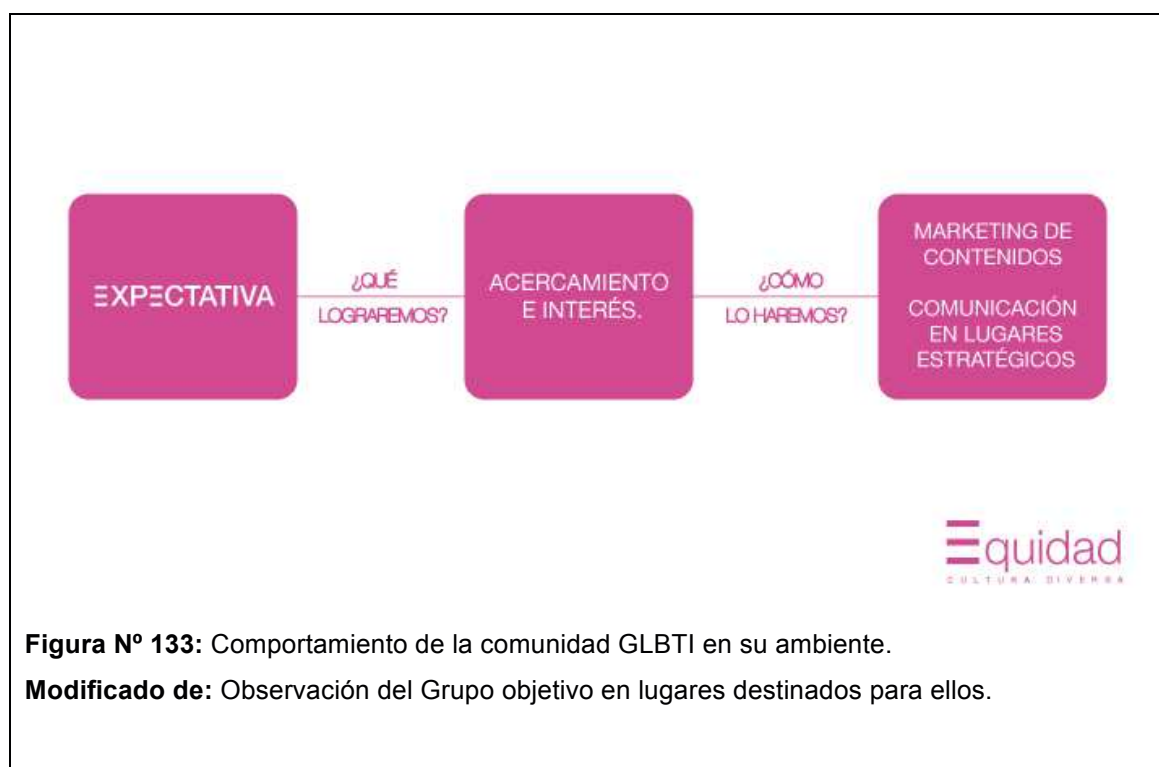 EXPECTATIVA
¿QUÉ
LOGRAREMOS?
ACERCAMIENTO
E INTERÉS.
¿CÓMO
LO HAREMOS?
MARKETING DE
CONTENIDOS
COMUNICACIÓN
EN LUGARES
ESTRATÉGICOS
Equidad
CULTURA DIVERSA
Figura Nº 133: Comportamiento de la comunidad GLBTI en su ambiente.
Modificado de: Observación del Grupo objetivo en lugares destinados para ellos.